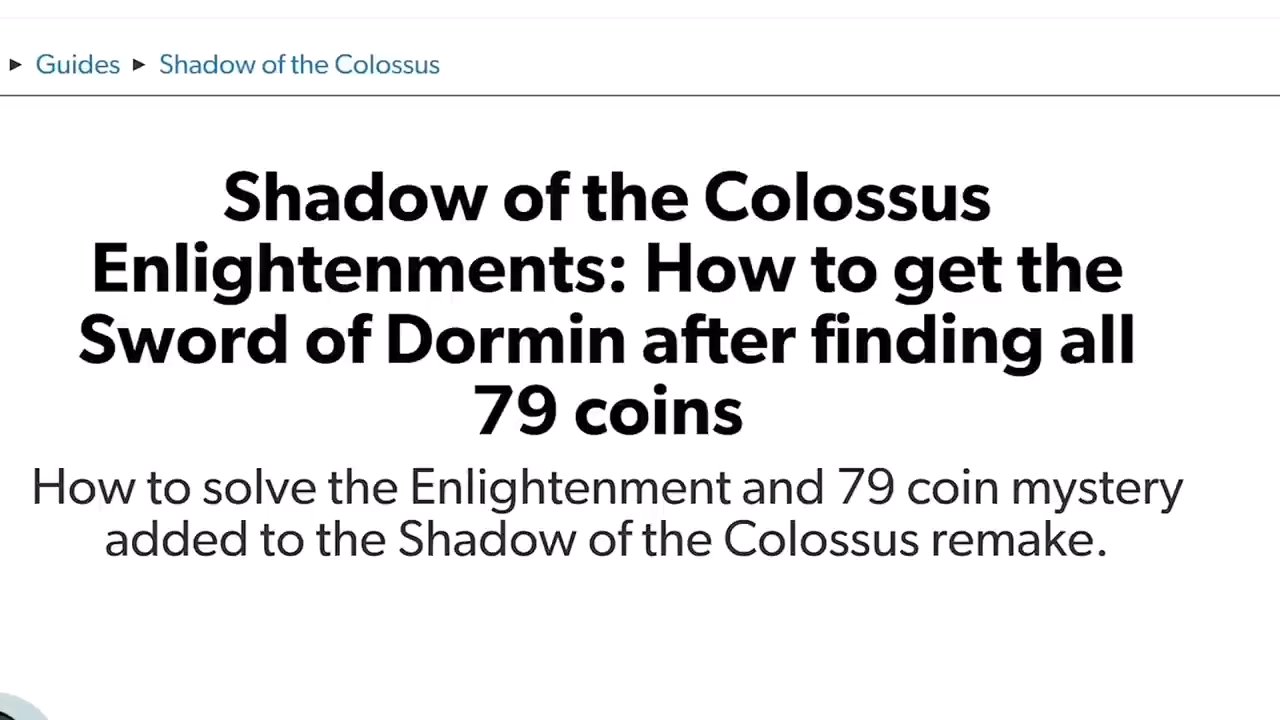 Guides ▸ Shadow of the Colossus
Shadow of the Colossus
Enlightenments: How to get the
Sword of Dormin after finding all
79 coins
How to solve the Enlightenment and 79 coin mystery
added to the Shadow of the Colossus remake.